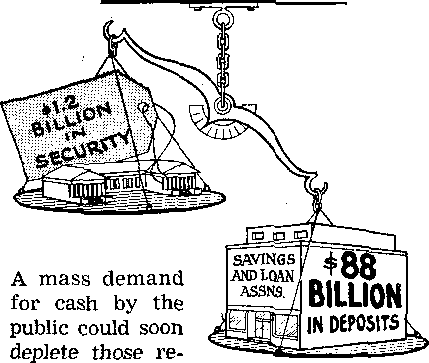 $1.2
BILLION
IN
SECURITY
SAVINGS
AND LOAN
ASSNS.
$88
BILLION
IN DEPOSITS
A mass demand
for cash by the
public could soon
deplete those re-